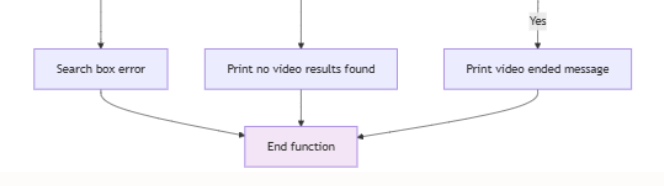 Yes
Search box error
Print no video results found
Print video ended message
End function